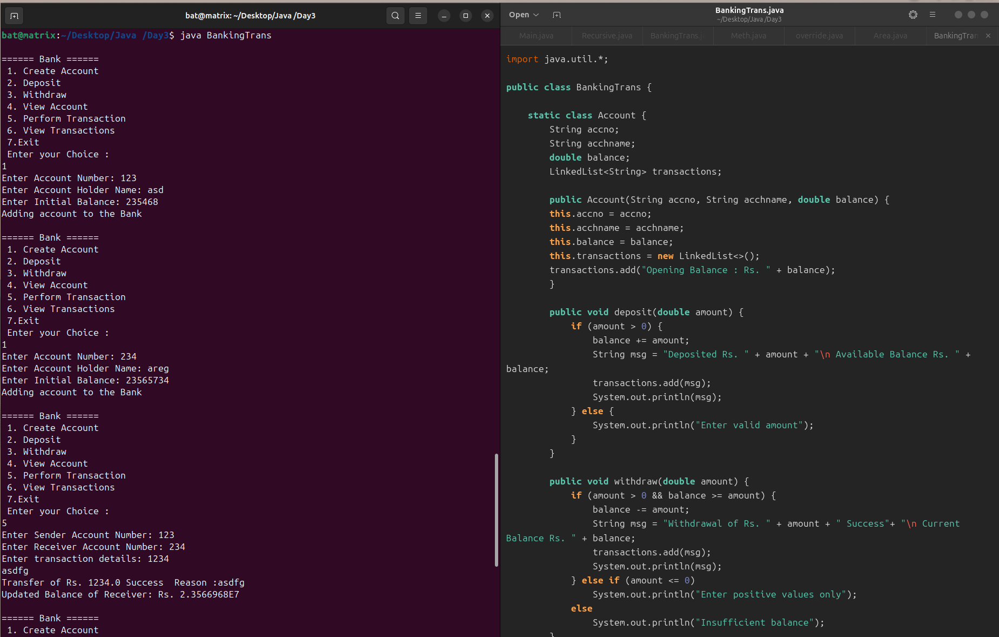 bat@matrix: ~/Desktop/Java /Day3
bat@matrix:~/Desktop/Java /Day3$ java BankingTrans
====== Bank ======
1. Create Account
2. Deposit
3. Withdraw
4. View Account
5. Perform Transaction
6. View Transactions
7.Exit
Enter your Choice :
1
Enter Account Number: 123
Enter Account Holder Name: asd
Enter Initial Balance: 235468
Adding account to the Bank
====== Bank ======
1. Create Account
2. Deposit
3. Withdraw
4. View Account
5. Perform Transaction
6. View Transactions
7.Exit
Enter your Choice :
1
Enter Account Number: 234
Enter Account Holder Name: areg
Enter Initial Balance: 23565734
Adding account to the Bank
====== Bank ======
1. Create Account
2. Deposit
3. Withdraw
4. View Account
5. Perform Transaction
6. View Transactions
7.Exit
Enter your Choice :
5
Enter Sender Account Number: 123
Enter Receiver Account Number: 234
Enter transaction details: 1234
asdfg
Transfer of Rs. 1234.0 Success  Reason :asdfg
Updated Balance of Receiver: Rs. 2.3566968E7
====== Bank ======
1. Create Account
Open
BankingTrans.java
~/Desktop/Java /Day3
Main.java Recursive.java BankingTrans.j Meth.java override.java Area.java BankingTran
import java.util.*;
public class BankingTrans {
static class Account {
String accno;
String acchname;
double balance;
LinkedList<String> transactions;
public Account(String accno, String acchname, double balance) {
this.accno = accno;
this.acchname = acchname;
this.balance = balance;
this.transactions = new LinkedList<>();
transactions.add("Opening Balance : Rs. " + balance);
}
public void deposit(double amount) {
if (amount > 0) {
balance += amount;
String msg = "Deposited Rs. " + amount + "\n Available Balance Rs. " +
balance;
transactions.add(msg);
System.out.println(msg);
} else {
System.out.println("Enter valid amount");
}
}
public void withdraw(double amount) {
if (amount > 0 && balance >= amount) {
balance -= amount;
String msg = "Withdrawal of Rs. " + amount + " Success"+ "\n Current
Balance Rs. " + balance;
transactions.add(msg);
System.out.println(msg);
} else if (amount <= 0)
System.out.println("Enter positive values only");
else
System.out.println("Insufficient balance");
}